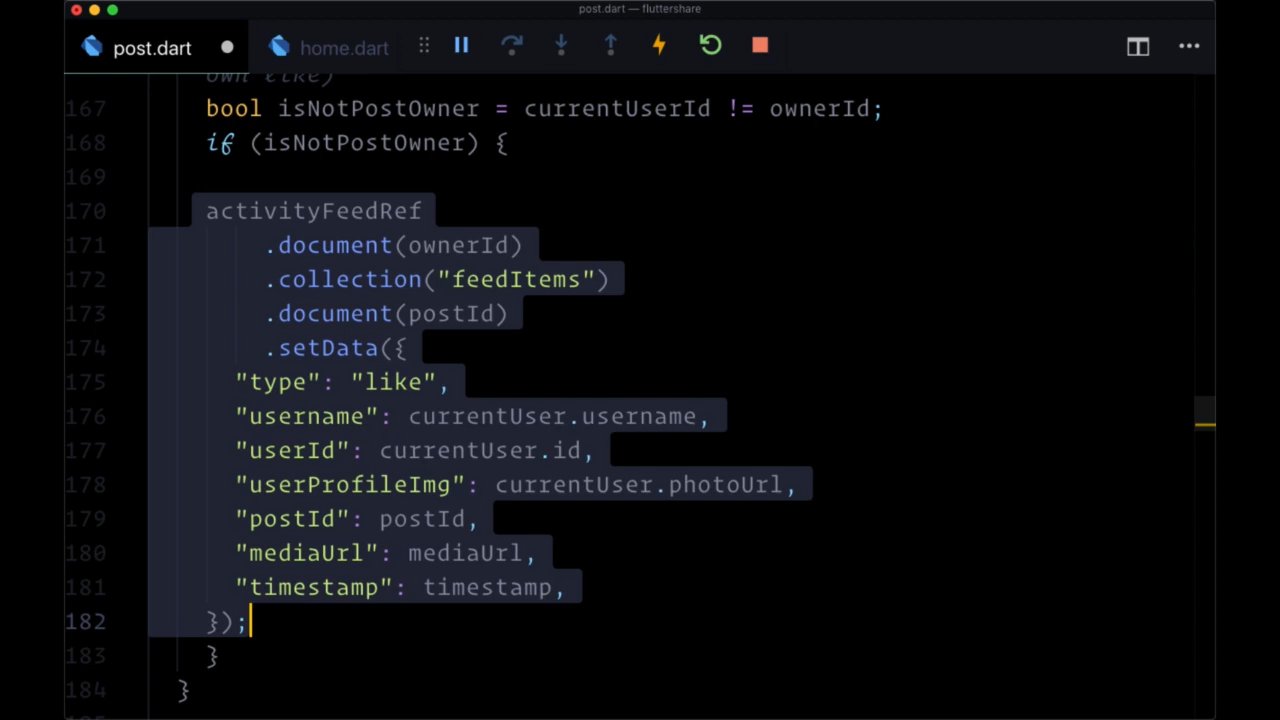 post.dart — fluttershare
post.dart
home.dart
own like)
167 bool isNotPostOwner = currentUserId != ownerId;
168 if (isNotPostOwner) {
169
170 activityFeedRef
171 .document(ownerId)
172 .collection("feedItems")
173 .document(postId)
174 .setData({
175 "type": "like",
176 "username": currentUser.username,
177 "userId": currentUser.id,
178 "userProfileImg": currentUser.photoUrl,
179 "postId": postId,
180 "mediaUrl": mediaUrl,
181 "timestamp": timestamp,
182 });
183 }
184 }